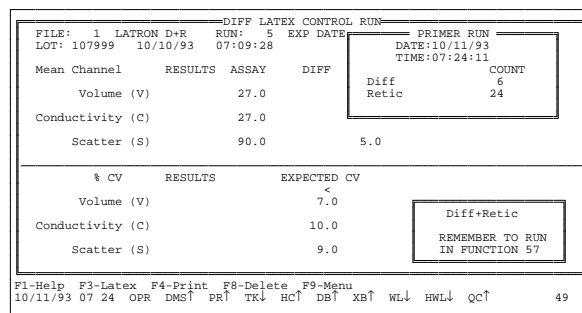 DIFF LATEX CONTROL RUN
FILE: 1 LATRON D+R RUN: 5 EXP DATE
LOT: 107999 10/10/93 07:09:28
PRIMER RUN
DATE:10/11/93
TIME:07:24:11
COUNT
Diff 6
Retic 24
Mean Channel RESULTS ASSAY DIFF
Volume (V) 27.0
Conductivity (C) 27.0
Scatter (S) 90.0 5.0
% CV RESULTS EXPECTED CV
<
Volume (V) 7.0
Conductivity (C) 10.0
Scatter (S) 9.0
Diff+Retic
REMEMBER TO RUN
IN FUNCTION 57
F1-Help F3-Latex F4-Print F8-Delete F9-Menu
10/11/93 07 24 OPR DMS↑ PR↑ TK↓ HC↑ DB↑ XB↑ WL↓ HWL↓ QC↑ 49